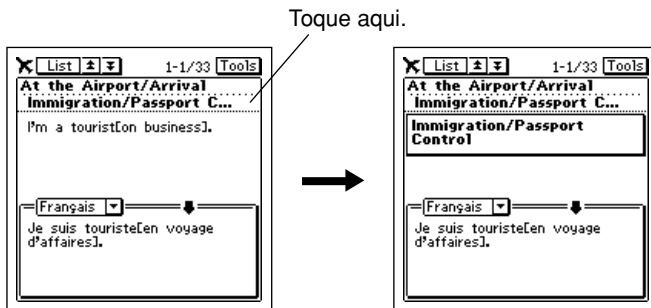 Toque aqui.
List 1-1/33 Tools
At the Airport/Arrival
Immigration/Passport C...
I'm a tourist[on business].
Français
Je suis touriste[en voyage
d'affaires].
List 1-1/33 Tools
At the Airport/Arrival
Immigration/Passport C...
Immigration/Passport
Control
Français
Je suis touriste[en voyage
d'affaires].